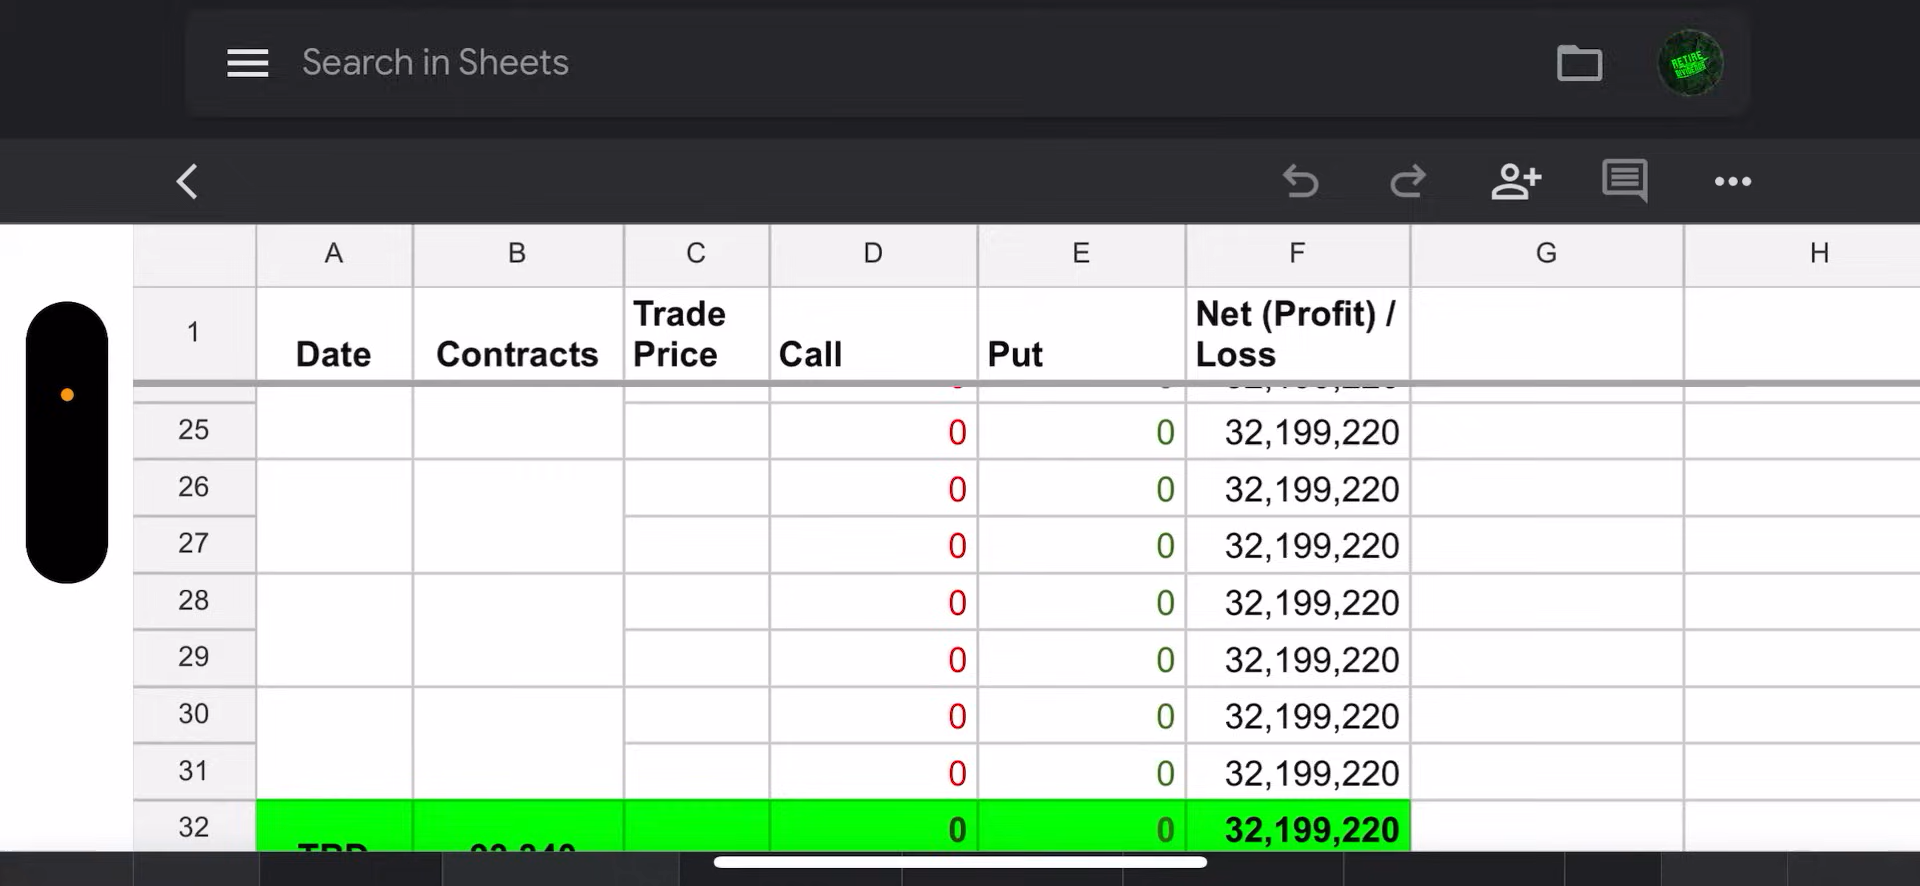 Search in Sheets
RETIRE
A B C D E F G H
1 Date Contracts Trade Price Call Put Net (Profit) / Loss
25 0 0 32,199,220
26 0 0 32,199,220
27 0 0 32,199,220
28 0 0 32,199,220
29 0 0 32,199,220
30 0 0 32,199,220
31 0 0 32,199,220
32 0 0 32,199,220